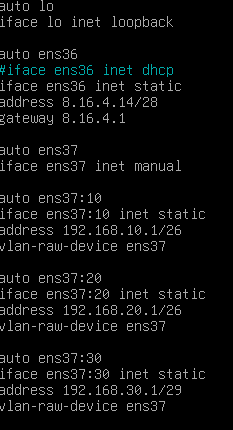 auto lo
iface lo inet loopback
auto ens36
#iface ens36 inet dhcp
iface ens36 inet static
address 8.16.4.14/28
gateway 8.16.4.1
auto ens37
iface ens37 inet manual
auto ens37:10
iface ens37:10 inet static
address 192.168.10.1/26
vlan-raw-device ens37
auto ens37:20
iface ens37:20 inet static
address 192.168.20.1/26
vlan-raw-device ens37
auto ens37:30
iface ens37:30 inet static
address 192.168.30.1/29
vlan-raw-device ens37